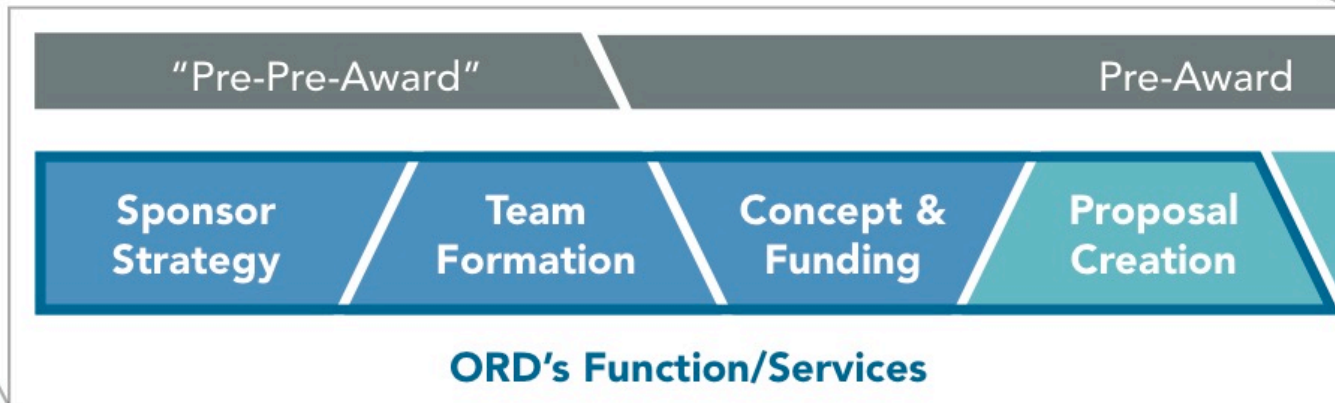 “Pre-Pre-Award”
Pre-Award
Sponsor
Strategy
Team
Formation
Concept &
Funding
Proposal
Creation
ORD’s Function/Services